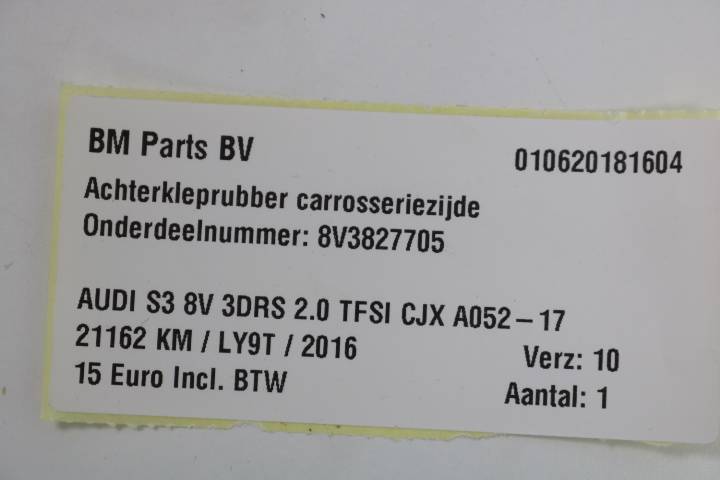 BM Parts BV 010620181604
Achterkleprubber carrosseriezijde
Onderdeelnummer: 8V3827705
AUDI S3 8V 3DRS 2.0 TFSI CJX A052-17
21162 KM / LY9T / 2016 Verz: 10
15 Euro Incl. BTW Aantal: 1